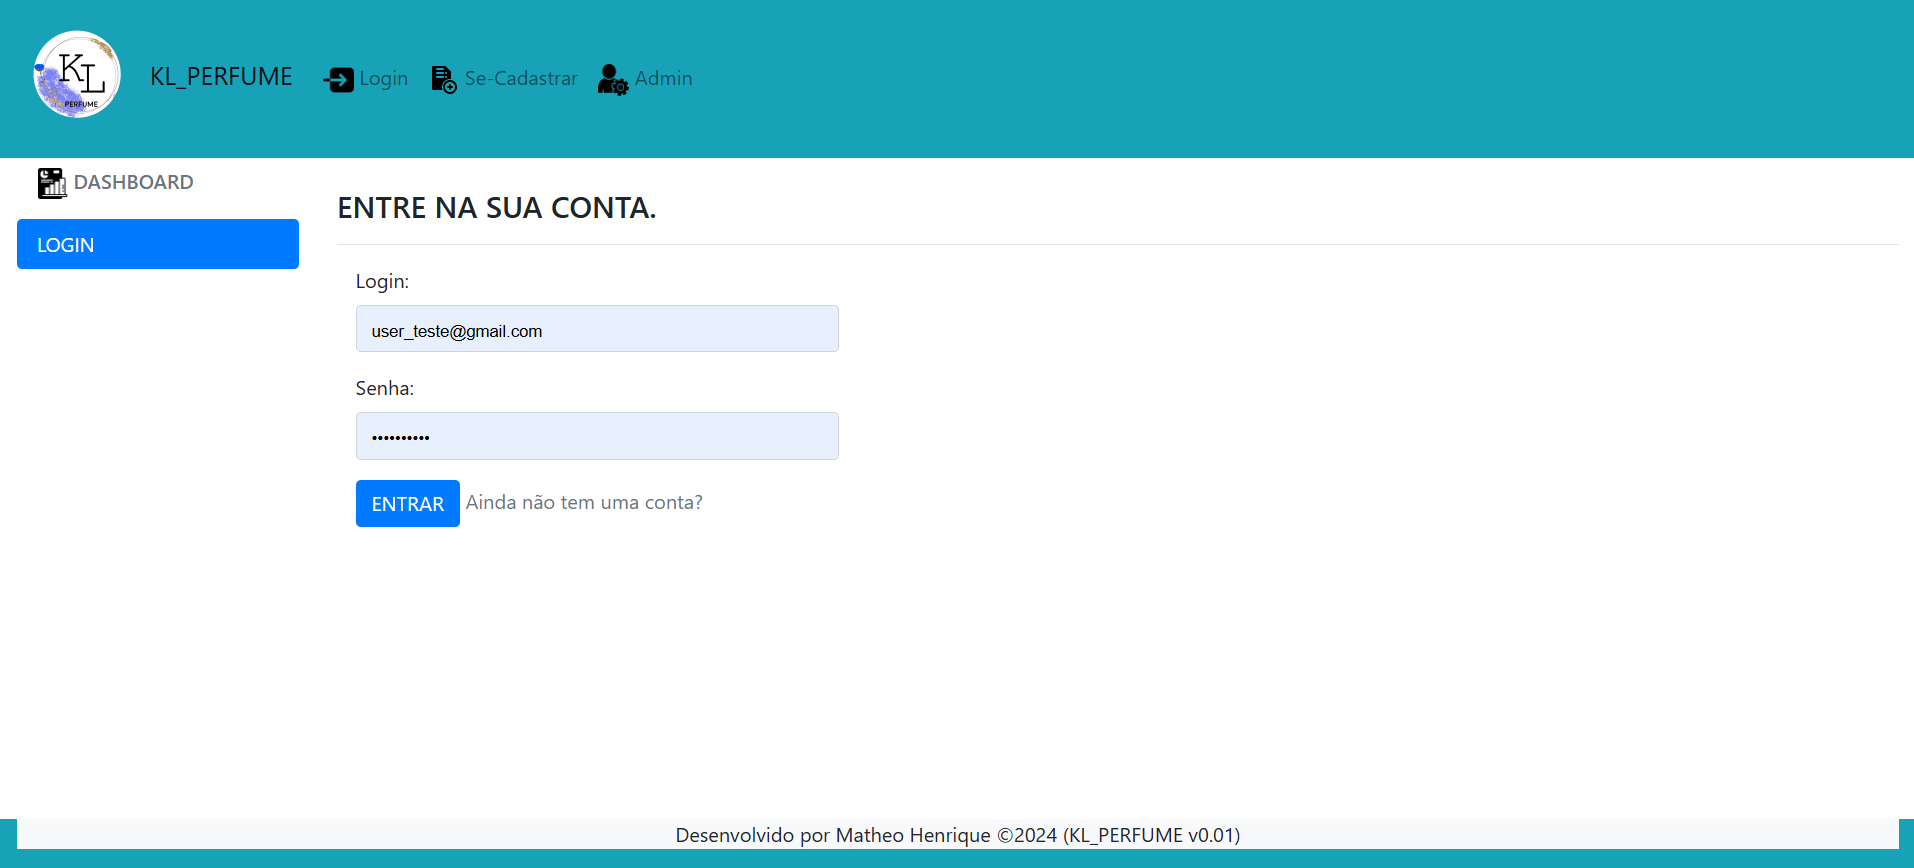 KL
PERFUME
KL_PERFUME Login Se-Cadastrar Admin
DASHBOARD
LOGIN
ENTRE NA SUA CONTA.
Login:
user_teste@gmail.com
Senha:
••••••••••
ENTRAR Ainda não tem uma conta?
Desenvolvido por Matheo Henrique ©2024 (KL_PERFUME v0.01)